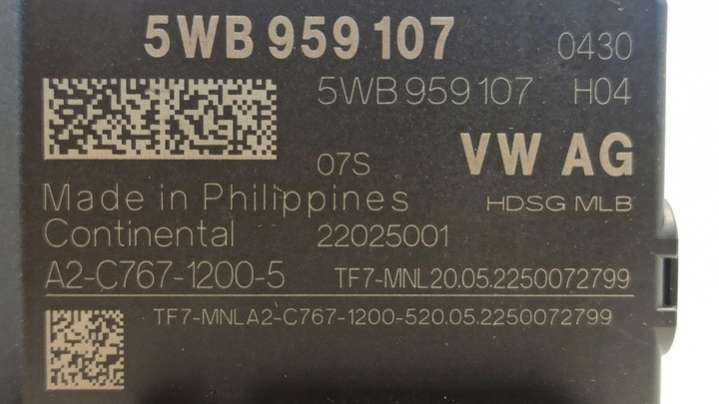 5WB 959 107 0430
5WB 959 107 H04
07S VW AG
Made in Philippines HDSG MLB
Continental 22025001
A2-C767-1200-5 TF7-MNL20.05.2250072799
TF7-MNLA2-C767-1200-520.05.2250072799